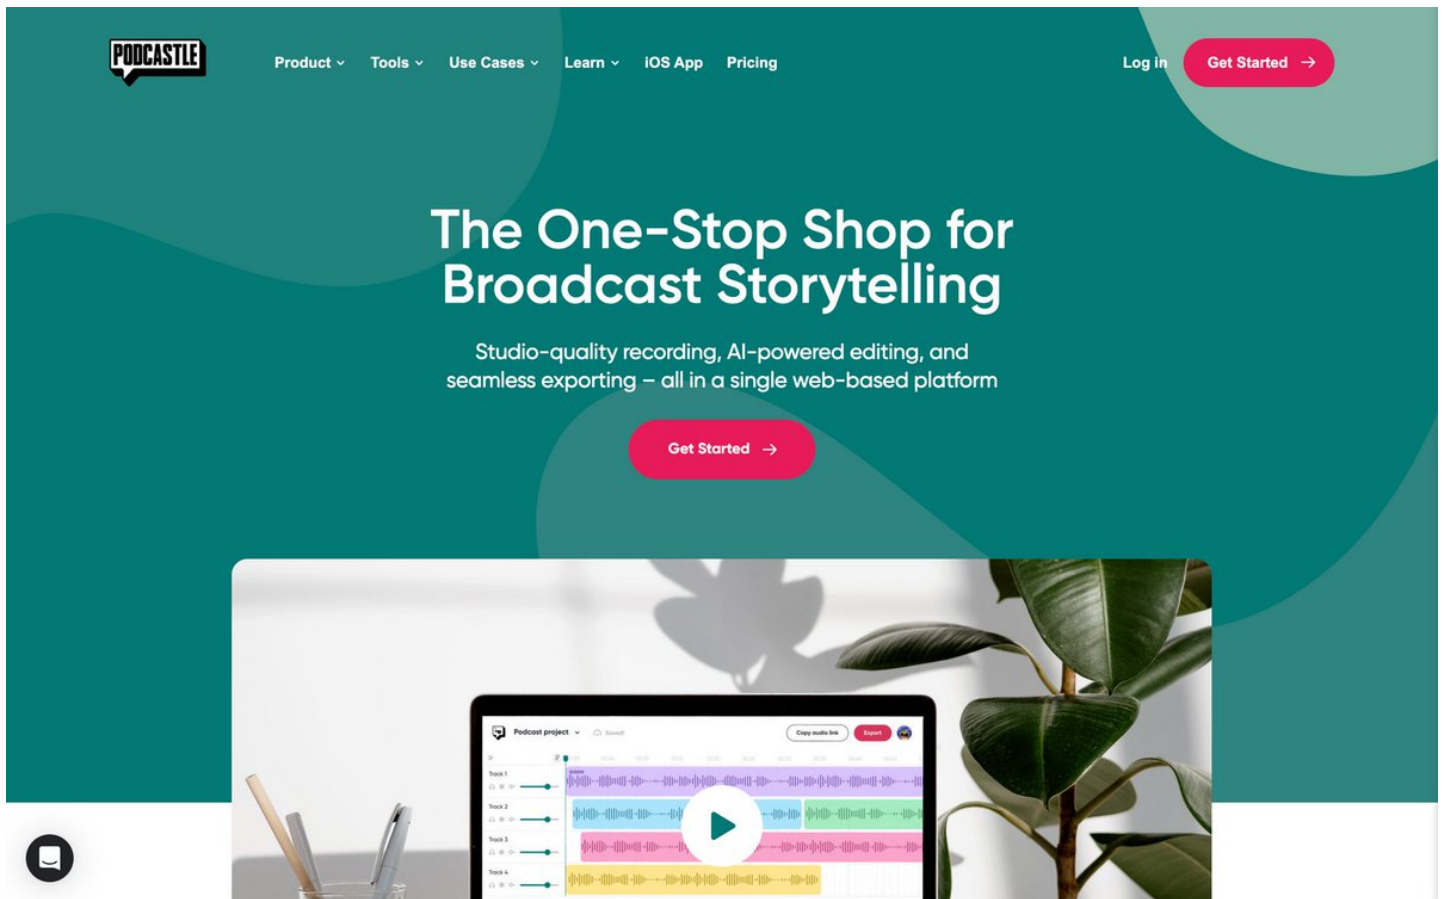 PODCASTLE
Product
Tools
Use Cases
Learn
iOS App
Pricing
Log in
Get Started
The One-Stop Shop for
Broadcast Storytelling
Studio-quality recording, AI-powered editing, and
seamless exporting – all in a single web-based platform
Get Started
Podcast project
Saved!
Copy audio link
Export
Track 1
Track 2
Track 3
Track 4